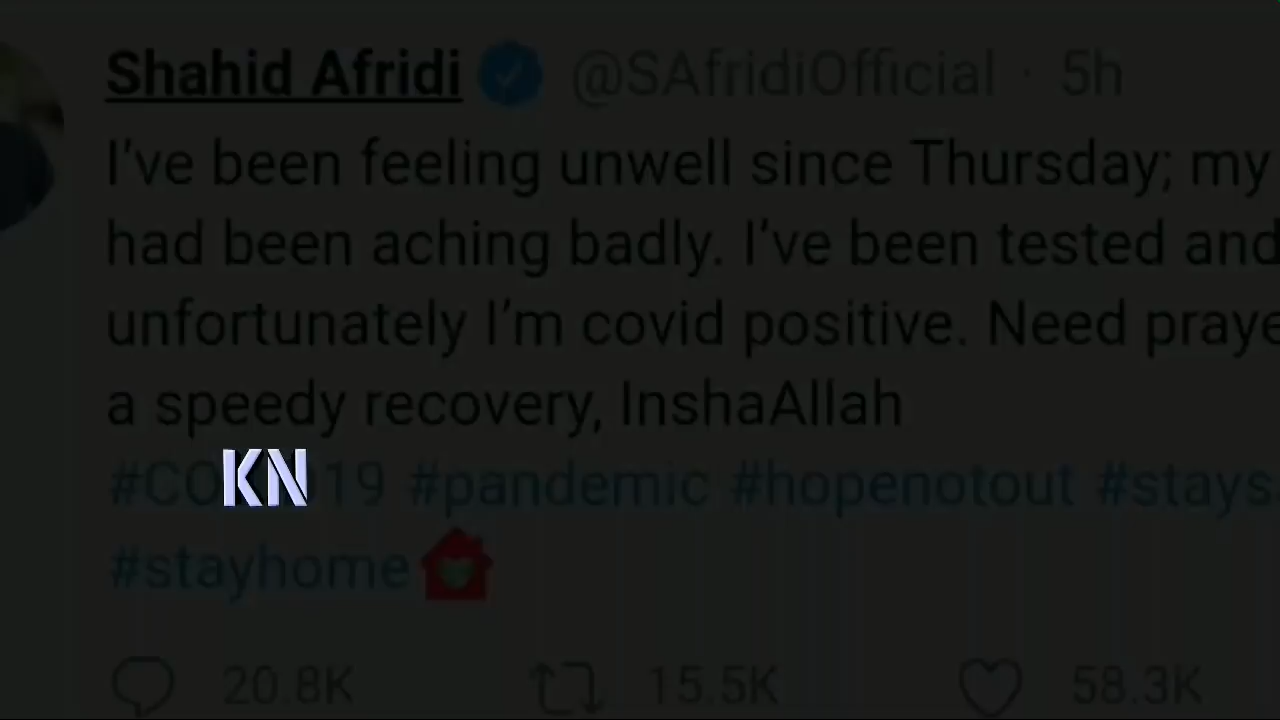 Shahid Afridi @SAfridiOfficial · 5h
I've been feeling unwell since Thursday; my
had been aching badly. I've been tested and
unfortunately I'm covid positive. Need praye
a speedy recovery, InshaAllah
KN
#pandemic #hopenotout #stays
#stayhome
20.8K 15.5K 58.3K